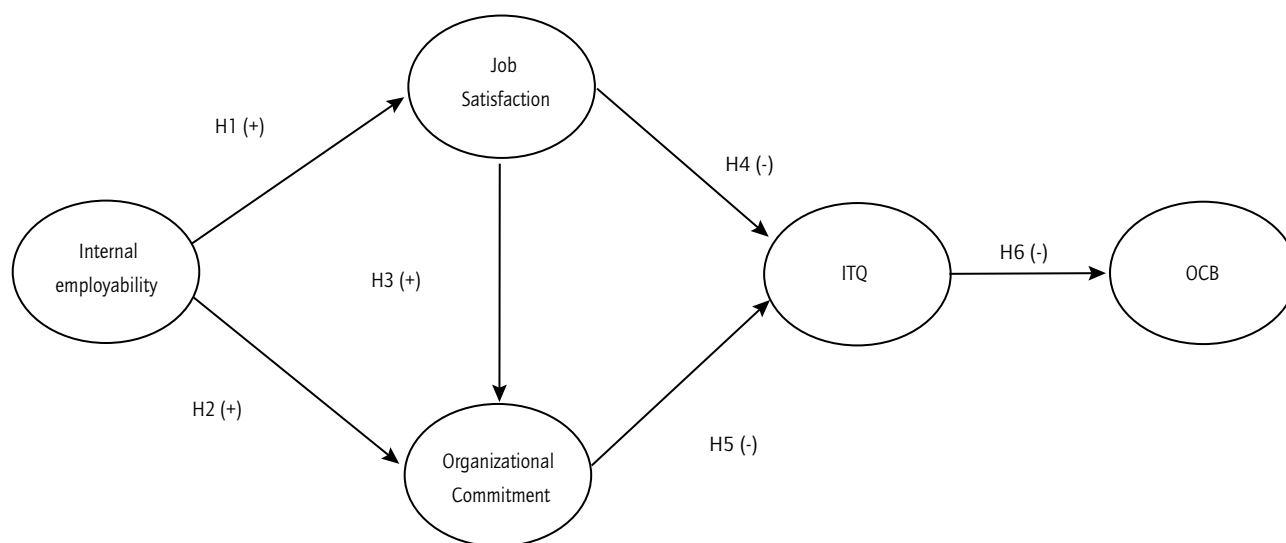 Job
Satisfaction
H1 (+)
H4 (-)
Internal
employability
H3 (+)
ITQ
H6 (-)
OCB
H2 (+)
H5 (-)
Organizational
Commitment